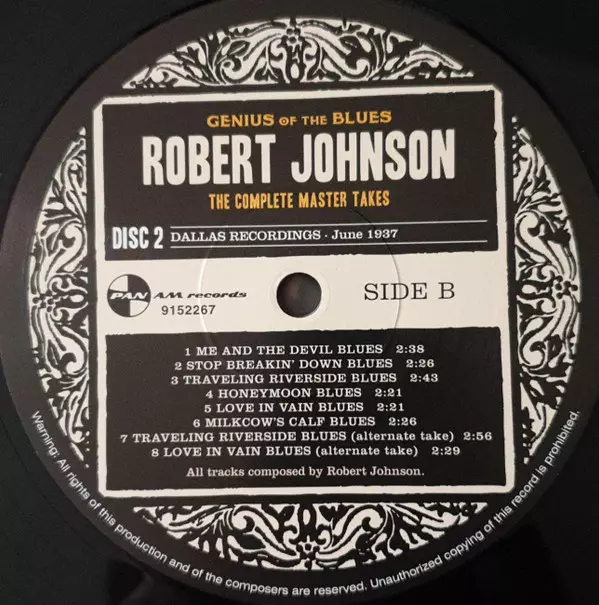 GENIUS OF THE BLUES
ROBERT JOHNSON
THE COMPLETE MASTER TAKES
DISC 2 DALLAS RECORDINGS · June 1937
PAN AM records
9152267
SIDE B
1 ME AND THE DEVIL BLUES 2:38
2 STOP BREAKIN' DOWN BLUES 2:26
3 TRAVELING RIVERSIDE BLUES 2:43
4 HONEYMOON BLUES 2:21
5 LOVE IN VAIN BLUES 2:21
6 MILKCOW'S CALF BLUES 2:26
7 TRAVELING RIVERSIDE BLUES (alternate take) 2:56
8 LOVE IN VAIN BLUES (alternate take) 2:29
All tracks composed by Robert Johnson.
Warning: All rights of this production and of the composers are reserved. Unauthorized copying of this record is prohibited.